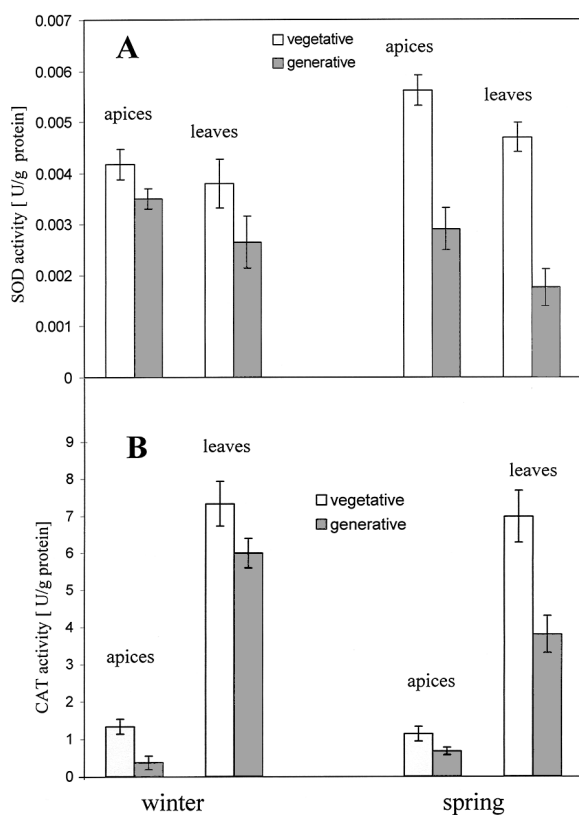 A
vegetative
generative
apices
leaves
apices
leaves
SOD activity [ U/g protein]
0.007
0.006
0.005
0.004
0.003
0.002
0.001
0
B
leaves
vegetative
generative
leaves
apices
apices
CAT activity [ U/g protein]
9
8
7
6
5
4
3
2
1
0
winter
spring